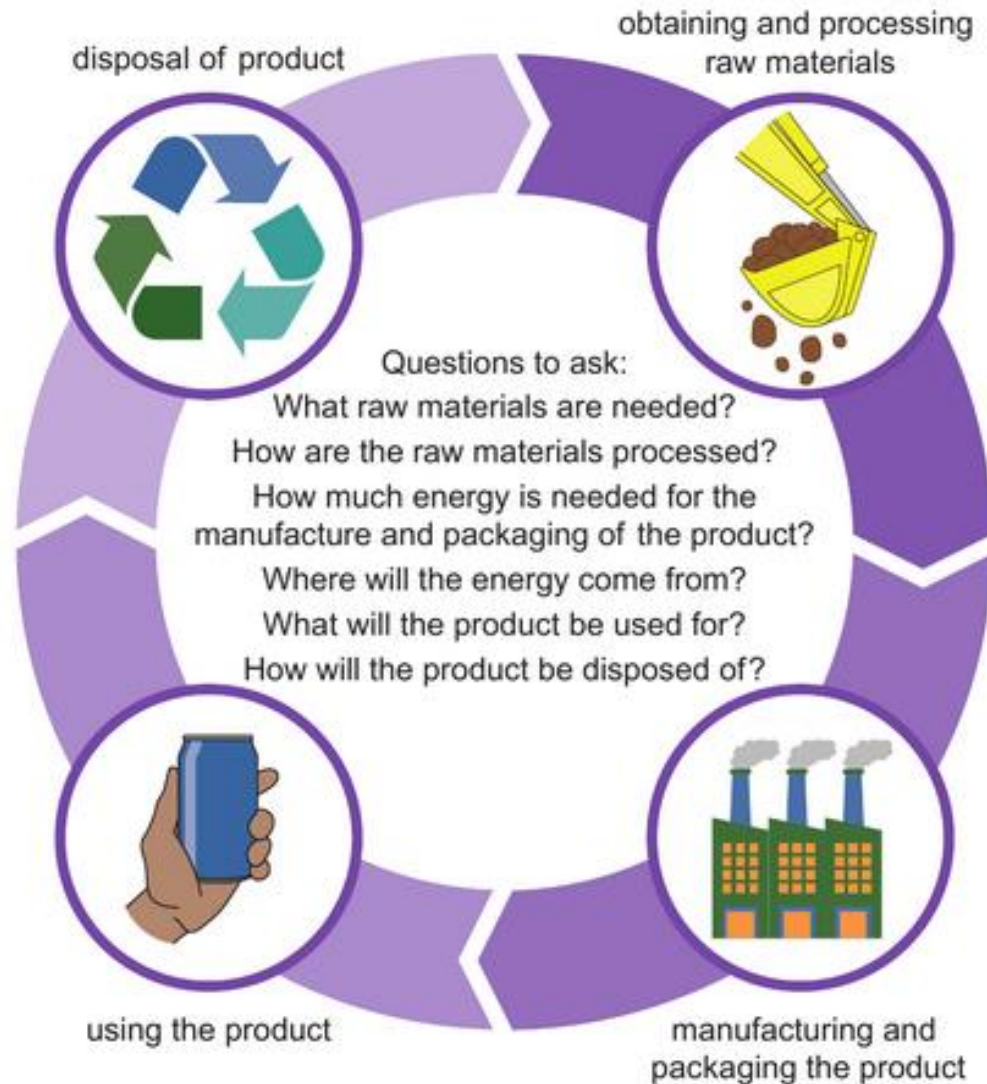 disposal of product
obtaining and processing
raw materials
Questions to ask:
What raw materials are needed?
How are the raw materials processed?
How much energy is needed for the
manufacture and packaging of the product?
Where will the energy come from?
What will the product be used for?
How will the product be disposed of?
using the product
manufacturing and
packaging the product